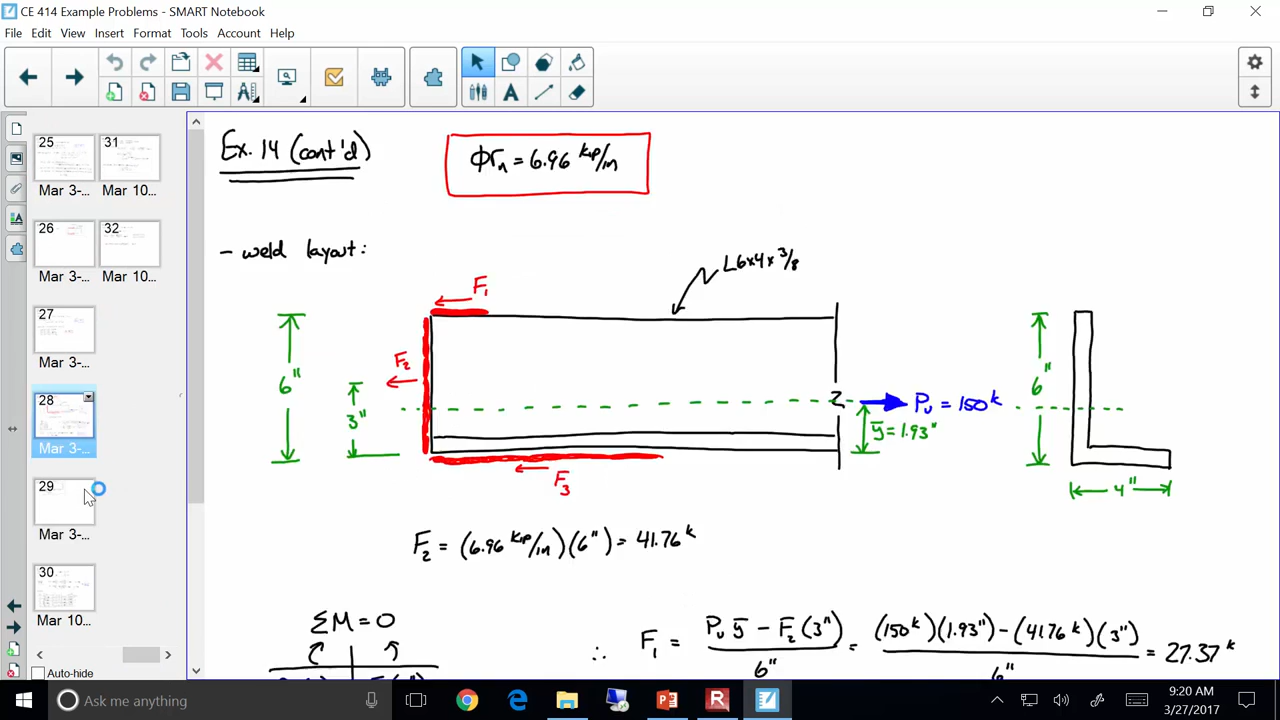 CE 414 Example Problems - SMART Notebook
File Edit View Insert Format Tools Account Help
25 31
Mar 3-... Mar 10...
26 32
Mar 3-... Mar 10...
27
Mar 3-...
28
Mar 3-...
29
Mar 3-...
30
Mar 10...
Auto-hide
Ex. 14 (cont'd)
ϕrn = 6.96 kip/in
- weld layout:
L6x4x3/8
F1
6"
F2
3"
2
Pu = 150k
ȳ = 1.93"
F3
6"
4"
F2 = (6.96 kip/in)(6") = 41.76k
ΣM = 0
∴ F1 = Pu ȳ - F2(3") / 6" = (150k)(1.93") - (41.76k)(3") / 6" = 27.37k
Ask me anything
9:20 AM
3/27/2017